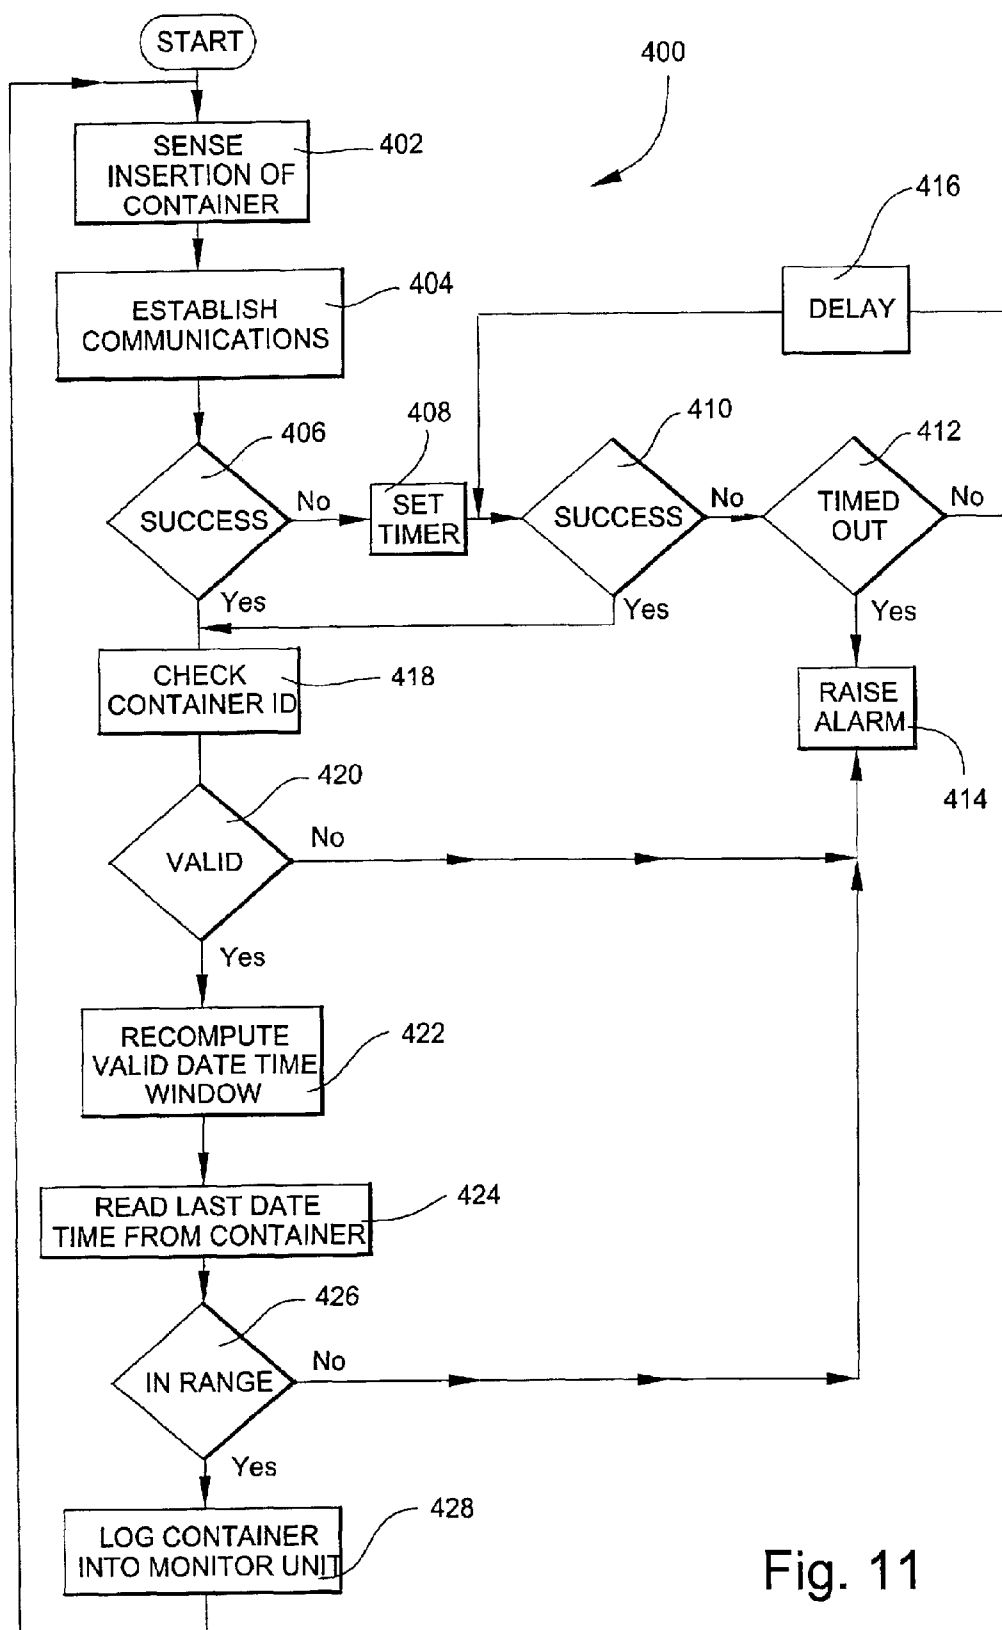 START
400
SENSE
INSERTION OF
CONTAINER
402
416
DELAY
ESTABLISH
COMMUNICATIONS
404
406
SUCCESS
No
Yes
408
SET
TIMER
410
SUCCESS
No
Yes
412
TIMED
OUT
No
Yes
CHECK
CONTAINER ID
418
RAISE
ALARM
414
420
VALID
No
Yes
RECOMPUTE
VALID DATE TIME
WINDOW
422
READ LAST DATE
TIME FROM CONTAINER
424
426
IN RANGE
No
Yes
LOG CONTAINER
INTO MONITOR UNIT
428
Fig. 11